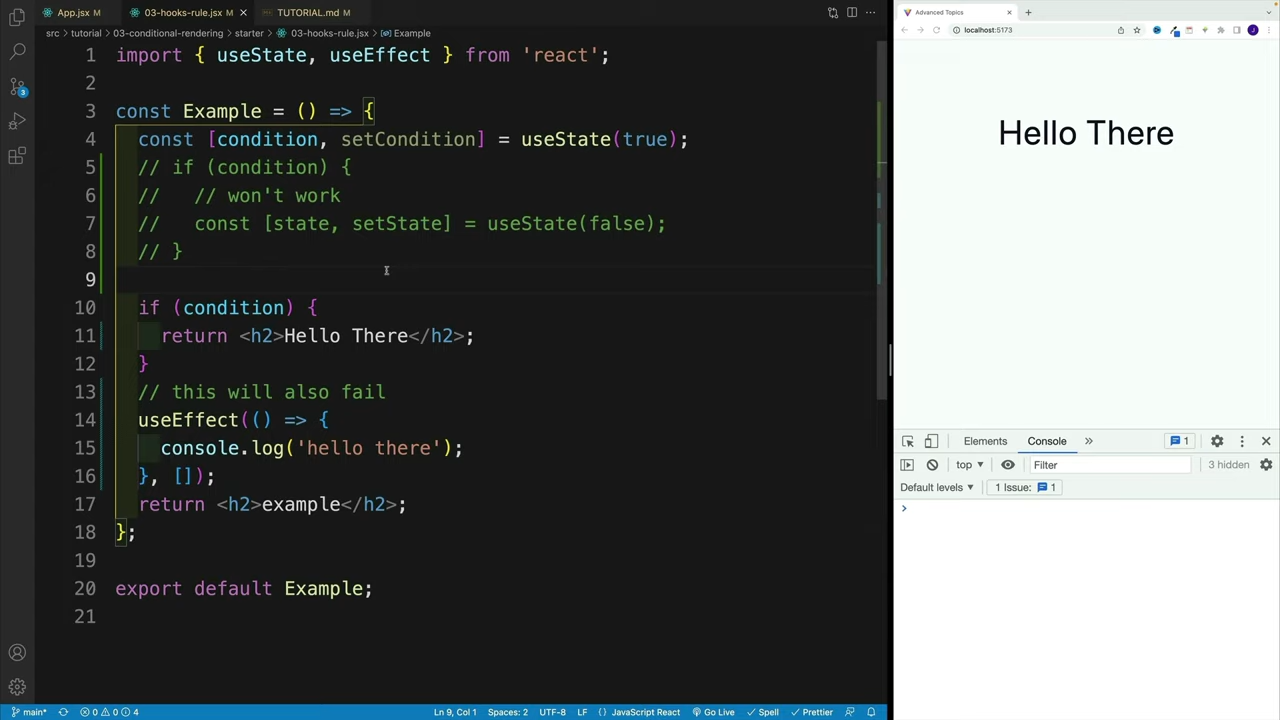 App.jsx M
03-hooks-rule.jsx M
TUTORIAL.md M
src > tutorial > 03-conditional-rendering > starter > 03-hooks-rule.jsx > Example
1 import { useState, useEffect } from 'react';
2
3 const Example = () => {
4 const [condition, setCondition] = useState(true);
5 // if (condition) {
6 // // won't work
7 // const [state, setState] = useState(false);
8 // }
9
10 if (condition) {
11 return <h2>Hello There</h2>;
12 }
13 // this will also fail
14 useEffect(() => {
15 console.log('hello there');
16 }, []);
17 return <h2>example</h2>;
18 };
19
20 export default Example;
21
3
main* 0 0 4 Ln 9, Col 1 Spaces: 2 UTF-8 LF { } JavaScript React Go Live Spell Prettier
Advanced Topics
localhost:5173
J
Hello There
Elements Console » 1
top Filter 3 hidden
Default levels 1 Issue: 1
>